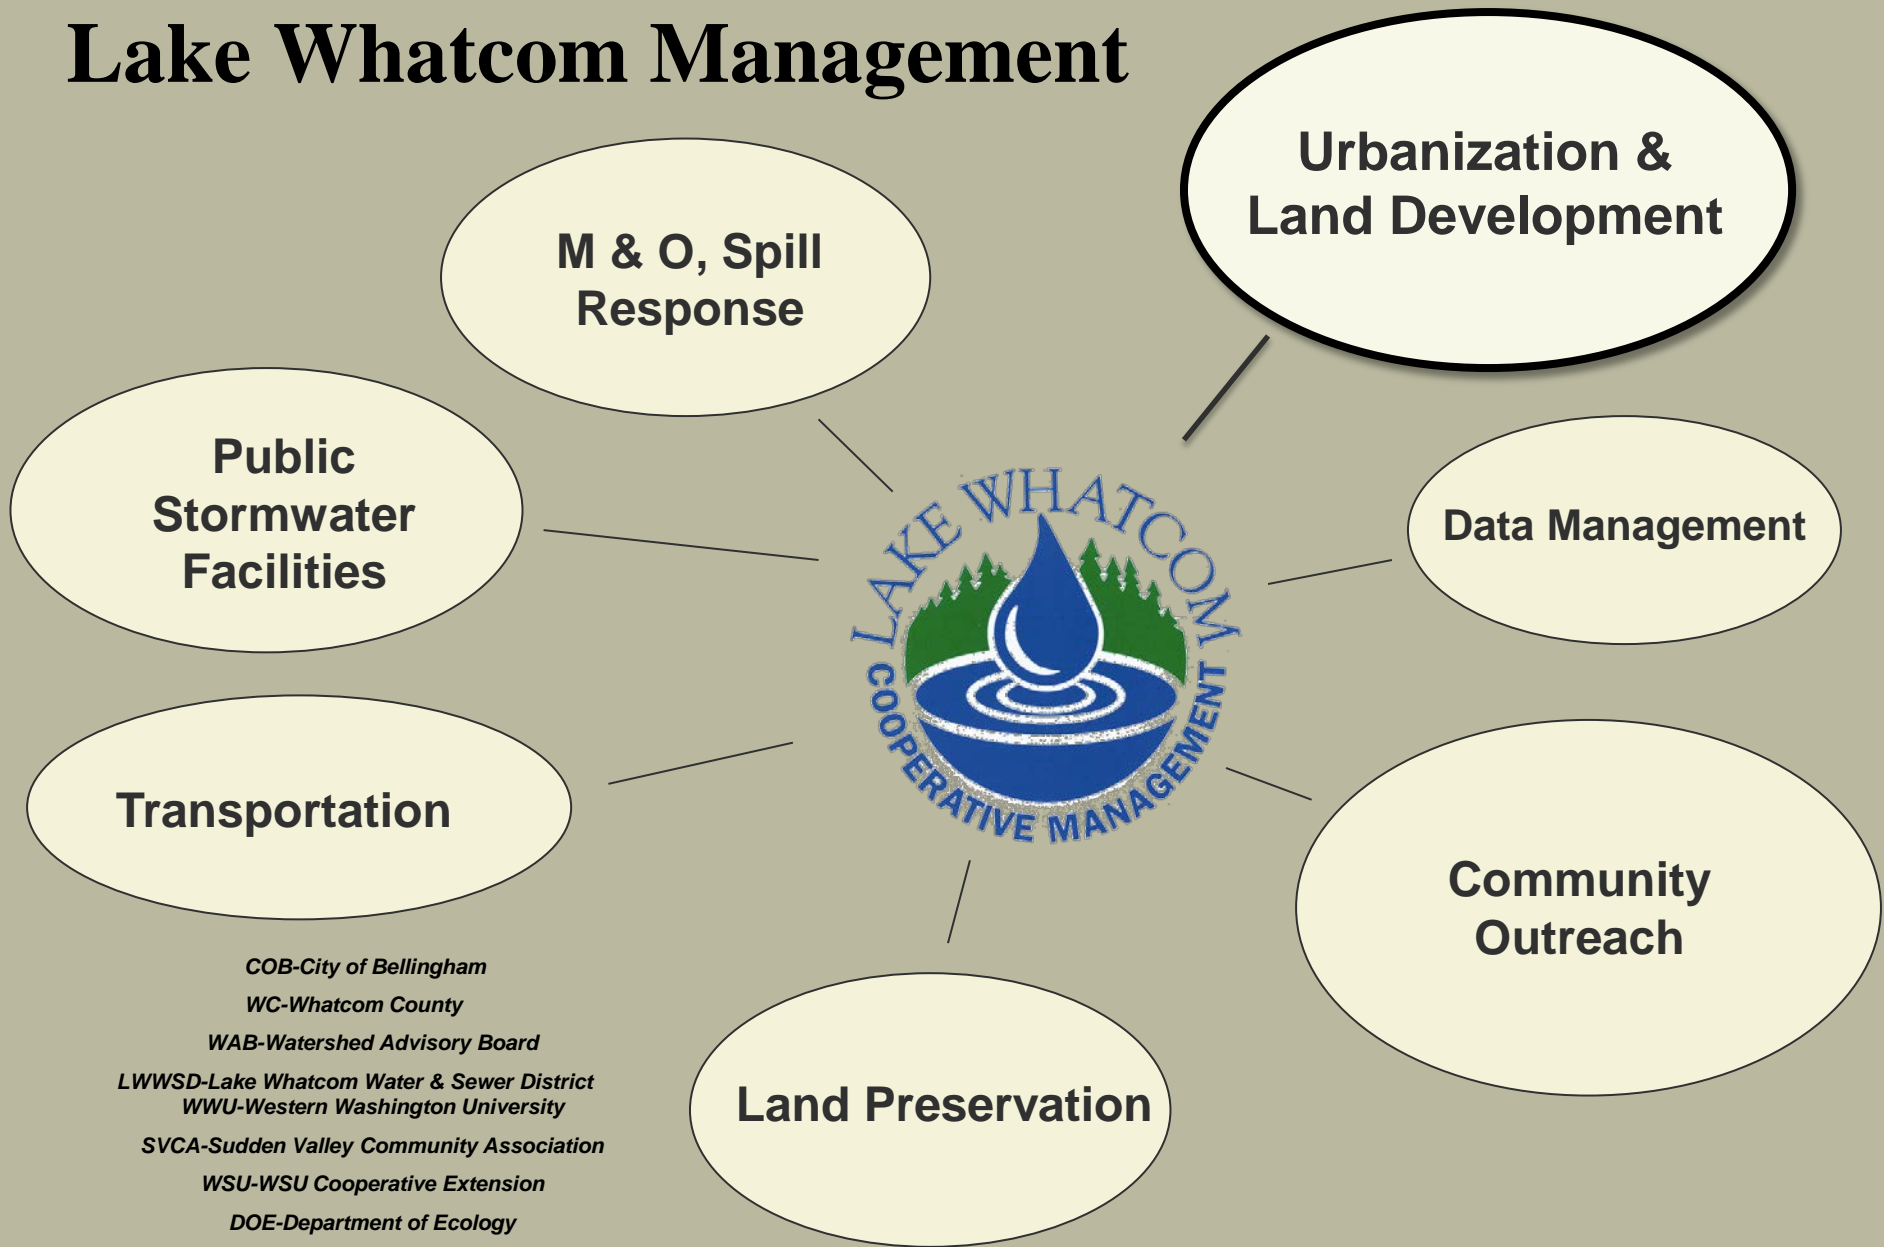 Lake Whatcom Management
Urbanization &
Land Development
M & O, Spill
Response
Public
Stormwater
Facilities
Data Management
LAKE WHATCOM
COOPERATIVE MANAGEMENT
Transportation
Community
Outreach
Land Preservation
COB-City of Bellingham
WC-Whatcom County
WAB-Watershed Advisory Board
LWWSD-Lake Whatcom Water & Sewer District
WWU-Western Washington University
SVCA-Sudden Valley Community Association
WSU-WSU Cooperative Extension
DOE-Department of Ecology